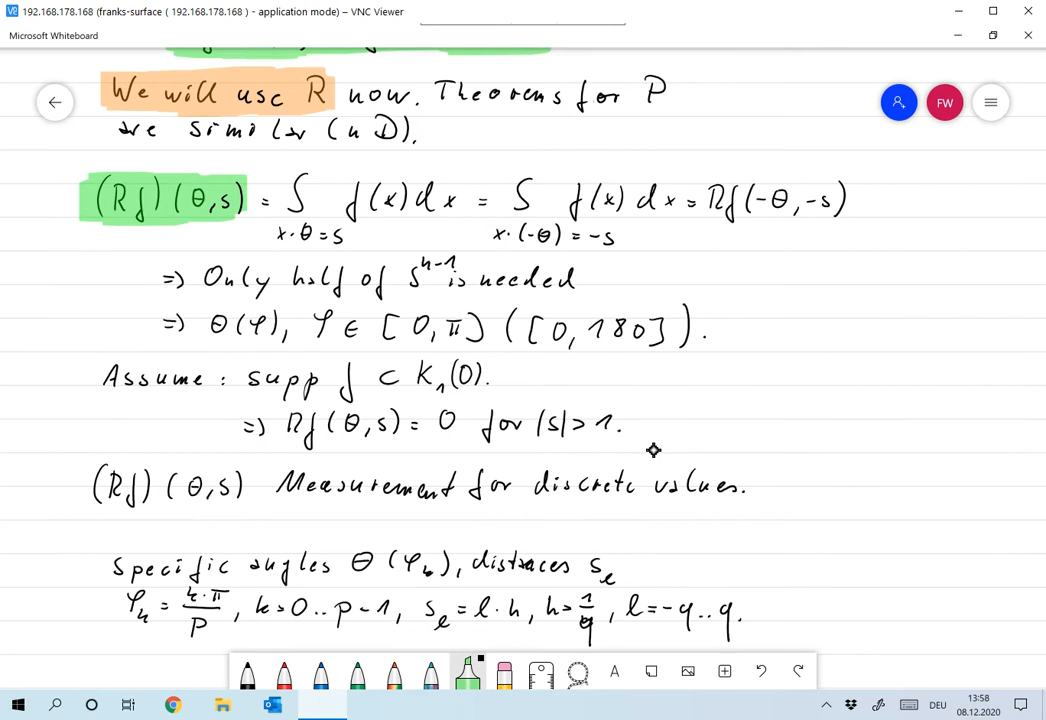 192.168.178.168 (franks-surface ( 192.168.178.168 ) - application mode) – VNC Viewer
Microsoft Whiteboard
We will use R now. Theorems for P
are similar (n D).
FW
(Rf)(θ,s) = ∫ f(x) dx = ∫ f(x) dx = Rf(-θ,-s)
x·θ=s x·(-θ)=-s
=> Only half of S^{n-1} is needed
=> θ(φ), φ ∈ [0,π] ([0,180]).
Assume: supp f ⊂ K₁(0).
=> Rf(θ,s) = 0 for |s| > 1.
(Rf)(θ,s) Measurement for discrete values.
Specific angles θ(φ_k), distances s_l
φ_k = k·π/p, k=0..p-1, s_l = l·h, h=1/q, l=-q..q.
A
DEU
13:58
08.12.2020